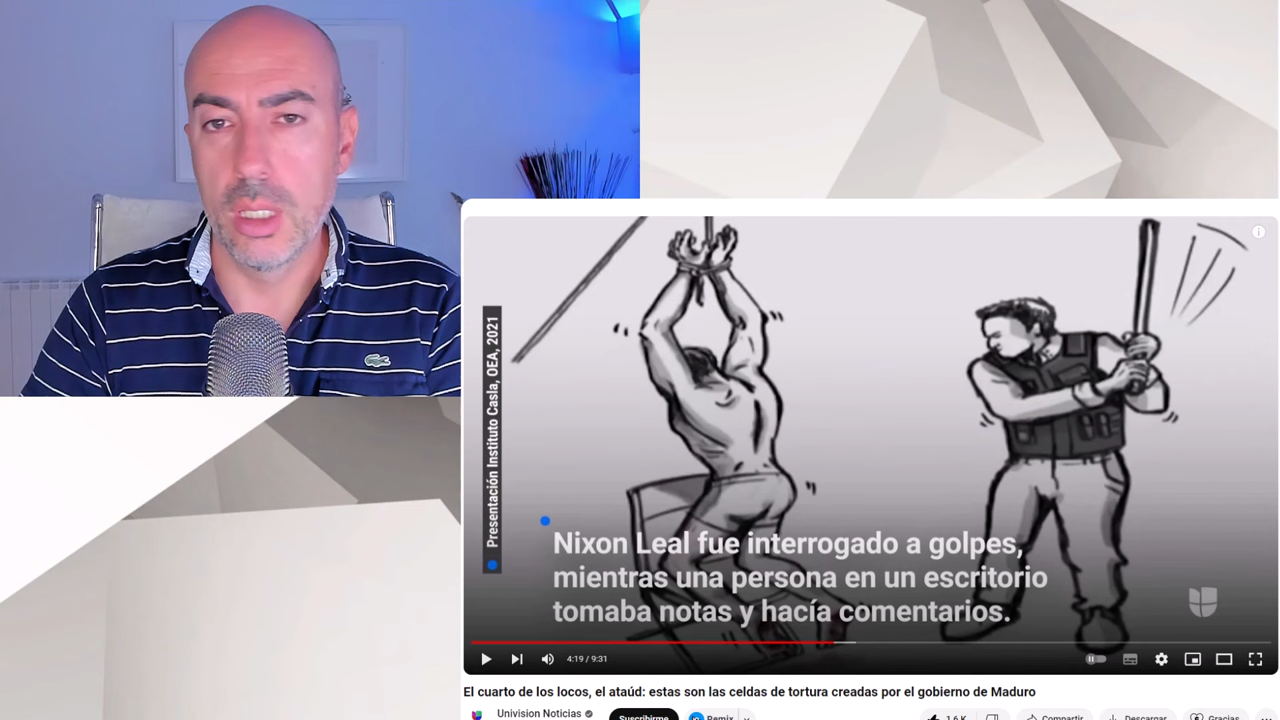 Presentación Instituto Casla, OEA, 2021
Nixon Leal fue interrogado a golpes,
mientras una persona en un escritorio
tomaba notas y hacía comentarios.
4:19 / 9:31
El cuarto de los locos, el ataúd: estas son las celdas de tortura creadas por el gobierno de Maduro
Univision Noticias
Suscribirme
Remix
1,6 K
Compartir
Descargar
Gracias